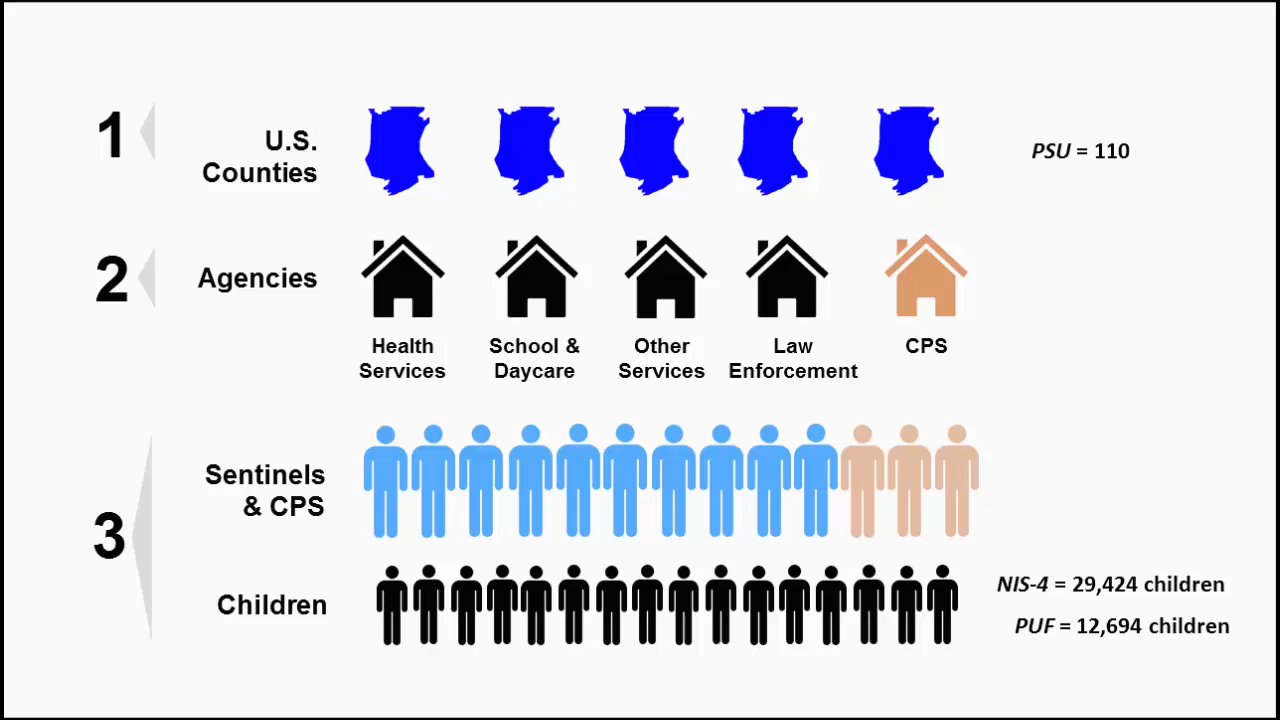 1
U.S.
Counties
PSU = 110
2
Agencies
Health
Services
School &
Daycare
Other
Services
Law
Enforcement
CPS
3
Sentinels
& CPS
Children
NIS-4 = 29,424 children
PUF = 12,694 children